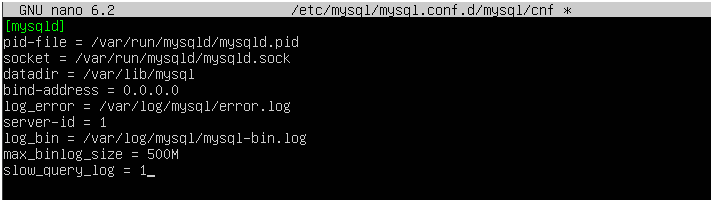 GNU nano 6.2 /etc/mysql/mysql.conf.d/mysql/cnf *
[mysqld]
pid-file = /var/run/mysqld/mysqld.pid
socket = /var/run/mysqld/mysqld.sock
datadir = /var/lib/mysql
bind-address = 0.0.0.0
log_error = /var/log/mysql/error.log
server-id = 1
log_bin = /var/log/mysql/mysql-bin.log
max_binlog_size = 500M
slow_query_log = 1